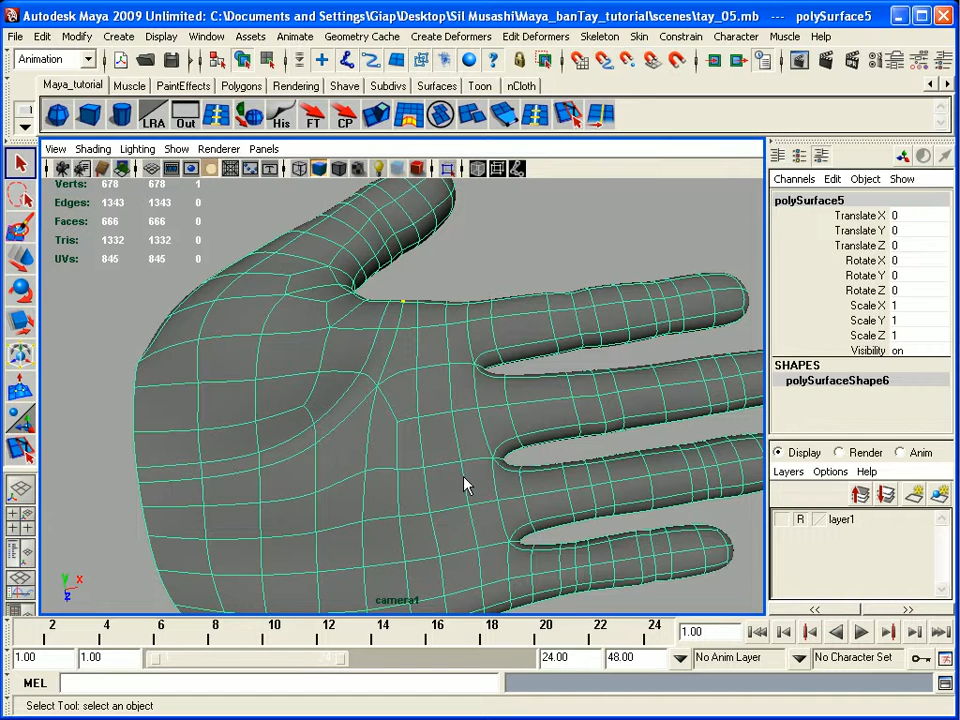 Autodesk Maya 2009 Unlimited: C:\Documents and Settings\Giap\Desktop\Sil Musashi\Maya_banTay_tutorial\scenes\tay_05.mb --- polySurface5
File Edit Modify Create Display Window Assets Animate Geometry Cache Create Deformers Edit Deformers Skeleton Skin Constrain Character Muscle Help
Animation
Maya_tutorial Muscle PaintEffects Polygons Rendering Shave Subdivs Surfaces Toon nCloth
LRA Out His FT CP
View Shading Lighting Show Renderer Panels
Verts: 678 678 1
Edges: 1343 1343 0
Faces: 666 666 0
Tris: 1332 1332 0
UVs: 845 845 0
y x
z
camera1
Channels Edit Object Show
polySurface5
Translate X 0
Translate Y 0
Translate Z 0
Rotate X 0
Rotate Y 0
Rotate Z 0
Scale X 1
Scale Y 1
Scale Z 1
Visibility on
SHAPES
polySurfaceShape6
Display Render Anim
Layers Options Help
R layer1
<< >>
2 4 6 8 10 12 14 16 18 20 22 24 1.00
1.00 1.00 24.00 48.00 No Anim Layer No Character Set
MEL
Select Tool: select an object